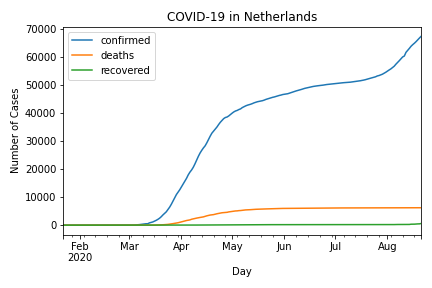 COVID-19 in Netherlands
confirmed
deaths
recovered
Number of Cases
70000
60000
50000
40000
30000
20000
10000
0
Feb
2020
Mar
Apr
May
Jun
Jul
Aug
Day